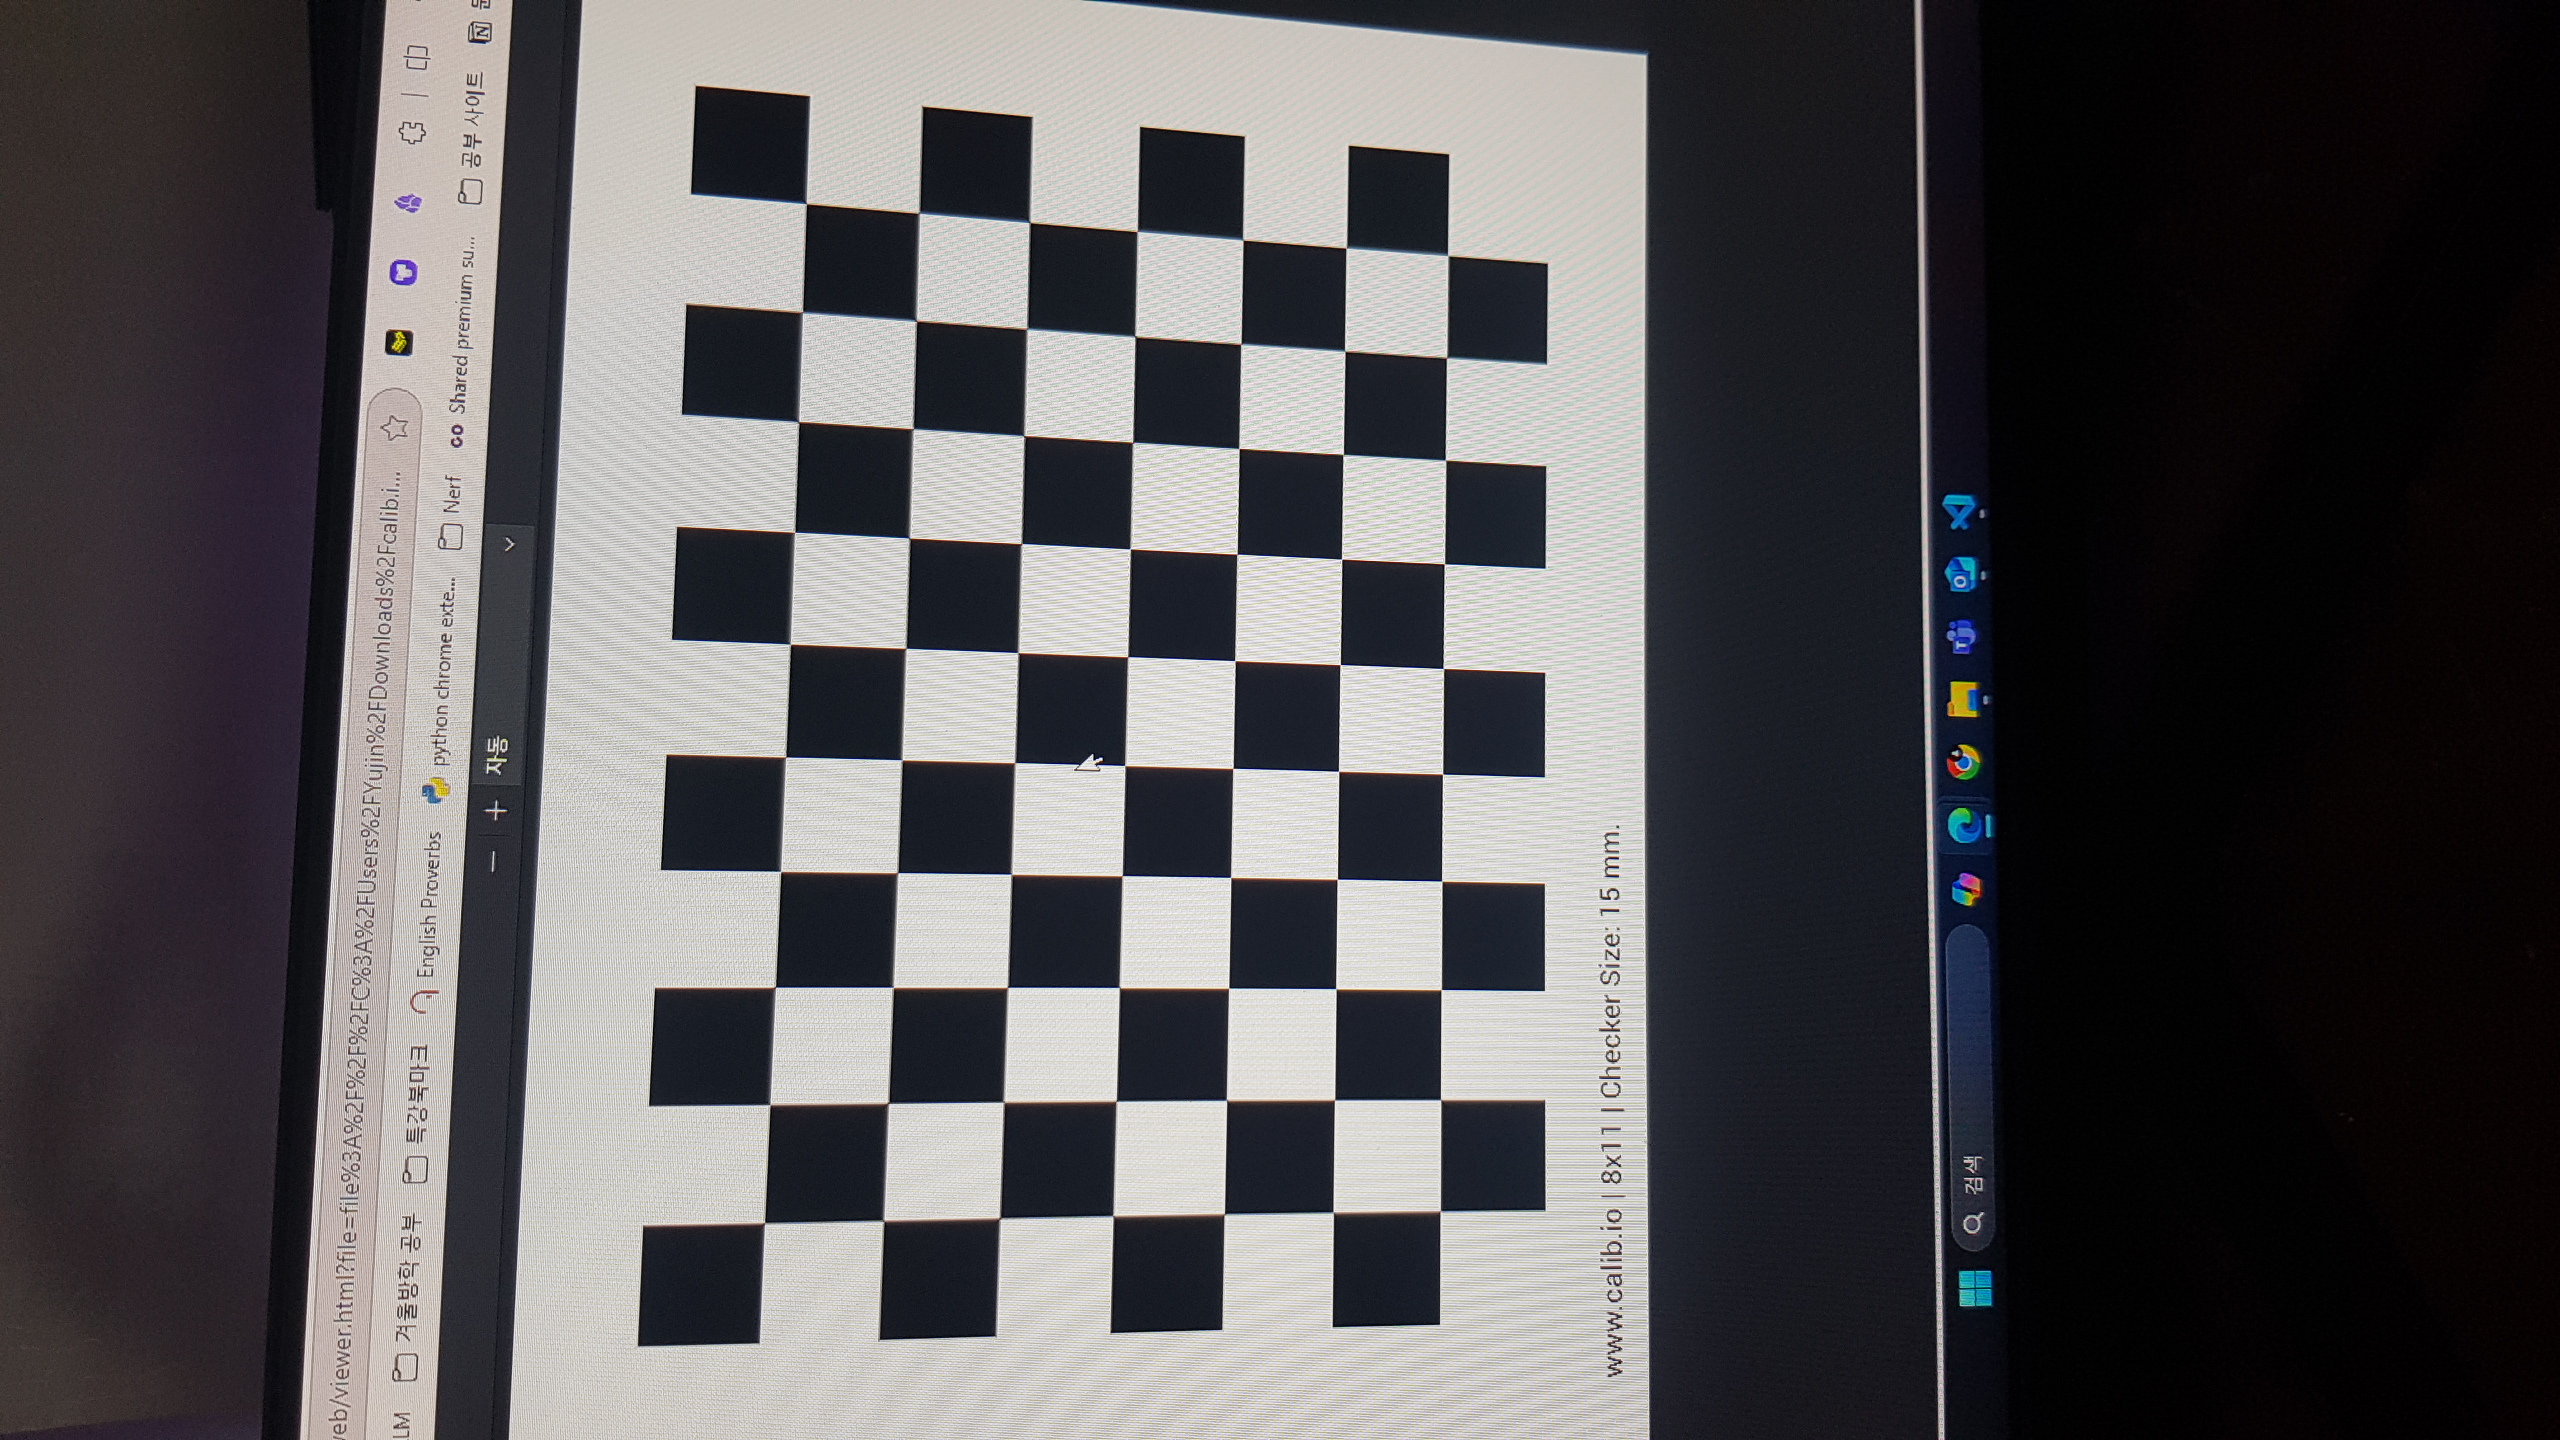 veb/viewer.html?file=file%3A%2F%2F%2FC%3A%2FUsers%2FYujin%2FDownloads%2Fcalib.i...
LM 겨울방학 공부 특강북마크 English Proverbs python chrome exte... Nerf Shared premium su... 공부 사이트
자동
www.calib.io | 8x11 | Checker Size: 15 mm.
검색